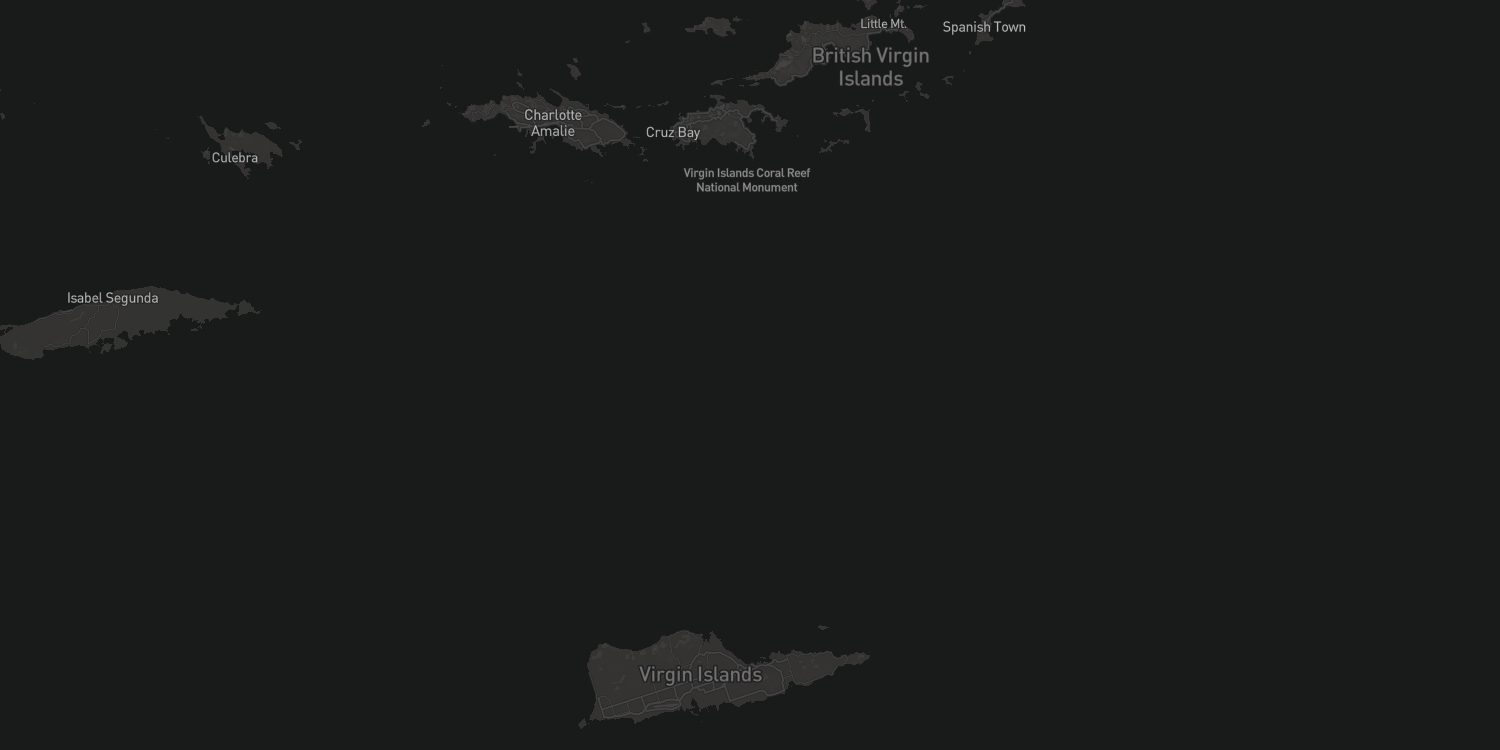 Little Mt.
Spanish Town
British Virgin
Islands
Charlotte
Amalie
Cruz Bay
Culebra
Virgin Islands Coral Reef
National Monument
Isabel Segunda
Virgin Islands